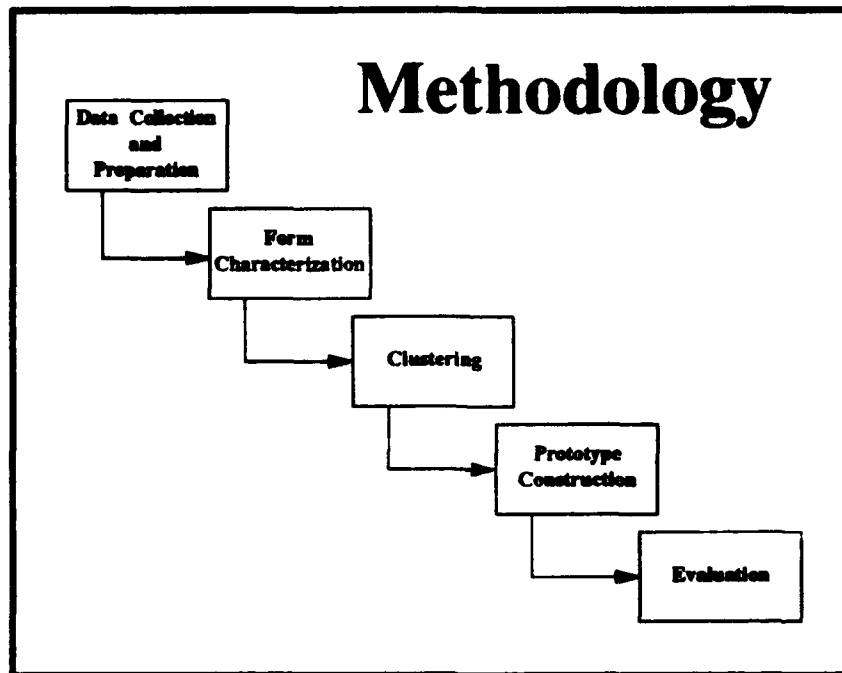 Methodology
Data Collection
and
Preparation
Form
Characterization
Clustering
Prototype
Construction
Evaluation